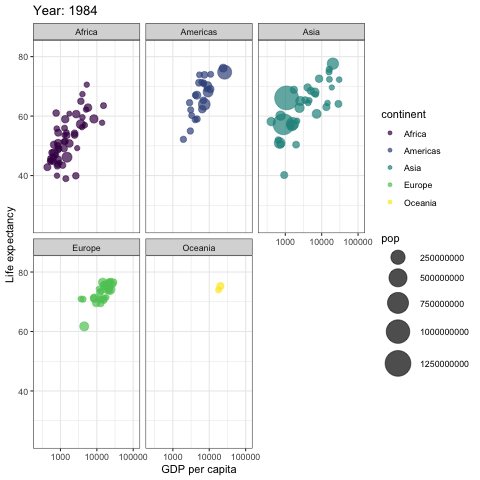 Year: 1984
Africa
Americas
Asia
80
60
40
1000
10000
100000
Europe
Oceania
80
60
40
1000
10000
100000
1000
10000
100000
Life expectancy
GDP per capita
continent
Africa
Americas
Asia
Europe
Oceania
pop
250000000
500000000
750000000
1000000000
1250000000